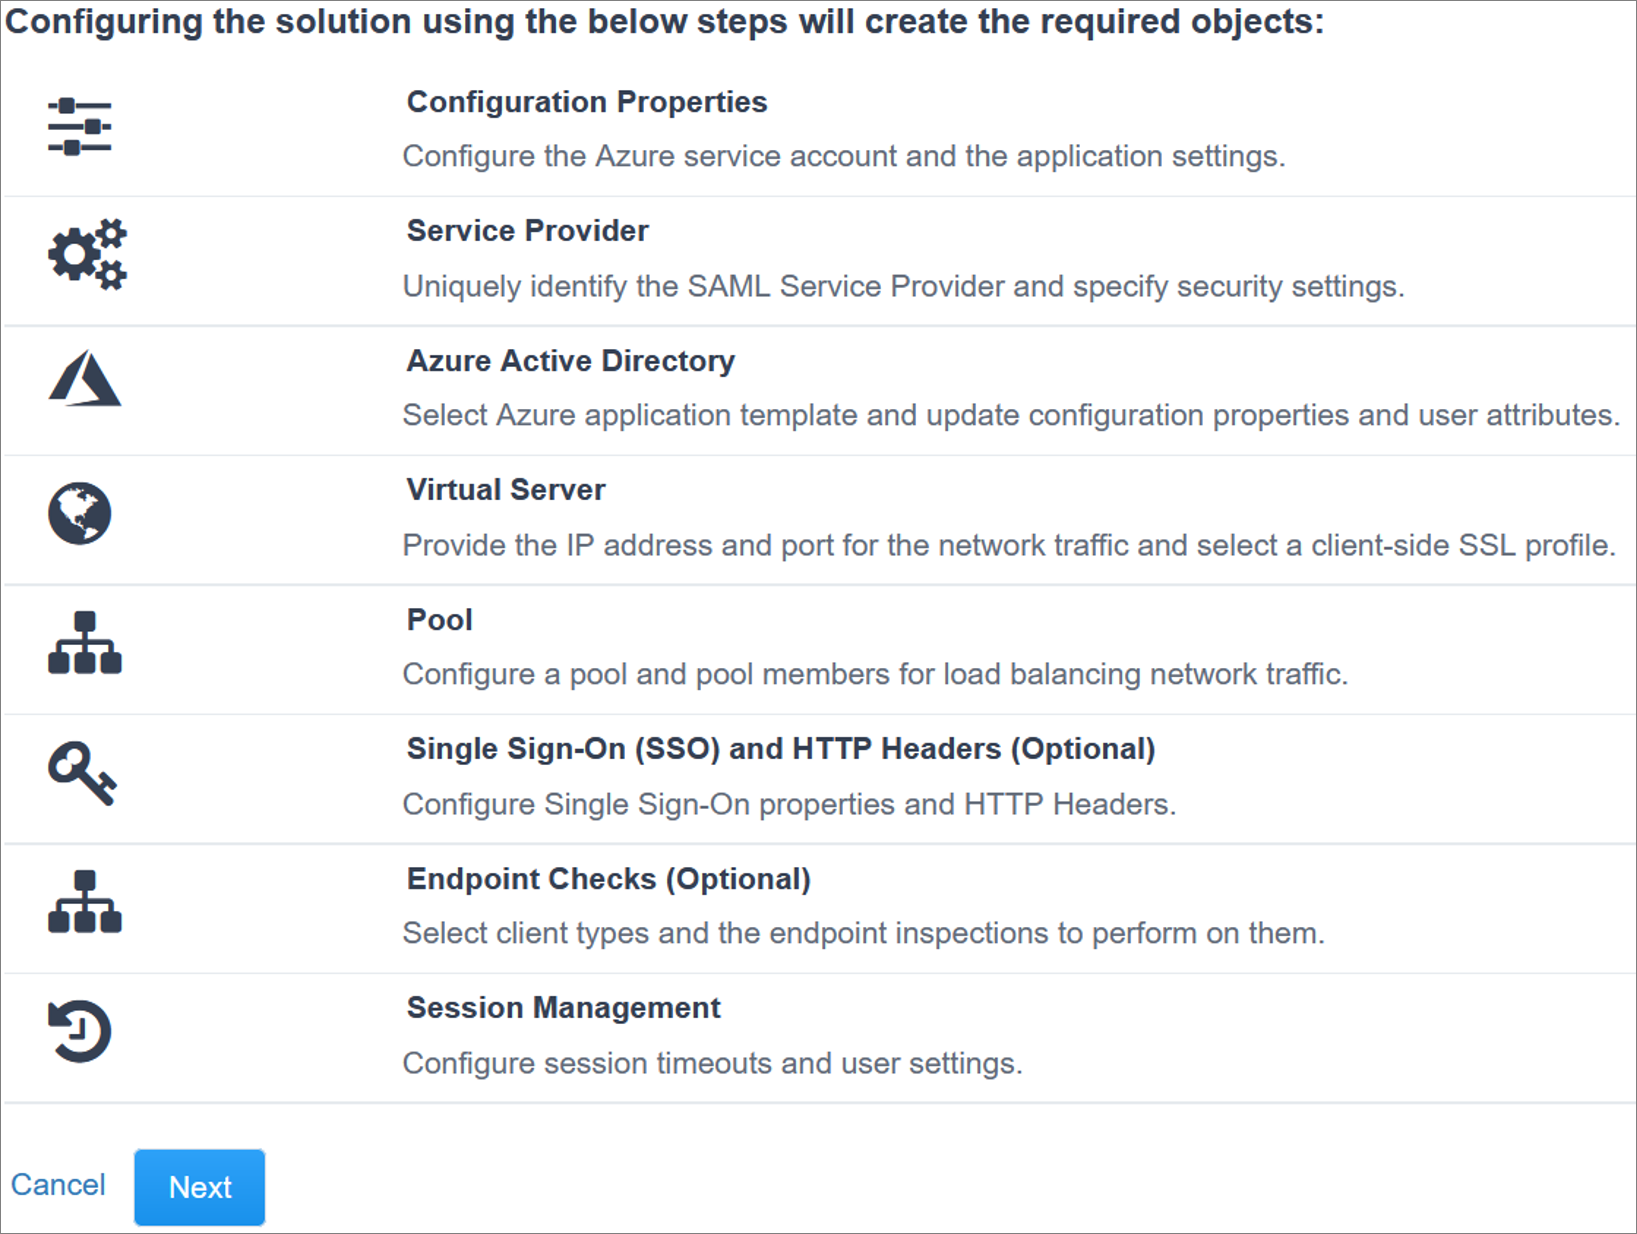 Configuring the solution using the below steps will create the required objects:
Configuration Properties
Configure the Azure service account and the application settings.
Service Provider
Uniquely identify the SAML Service Provider and specify security settings.
Azure Active Directory
Select Azure application template and update configuration properties and user attributes.
Virtual Server
Provide the IP address and port for the network traffic and select a client-side SSL profile.
Pool
Configure a pool and pool members for load balancing network traffic.
Single Sign-On (SSO) and HTTP Headers (Optional)
Configure Single Sign-On properties and HTTP Headers.
Endpoint Checks (Optional)
Select client types and the endpoint inspections to perform on them.
Session Management
Configure session timeouts and user settings.
Cancel Next